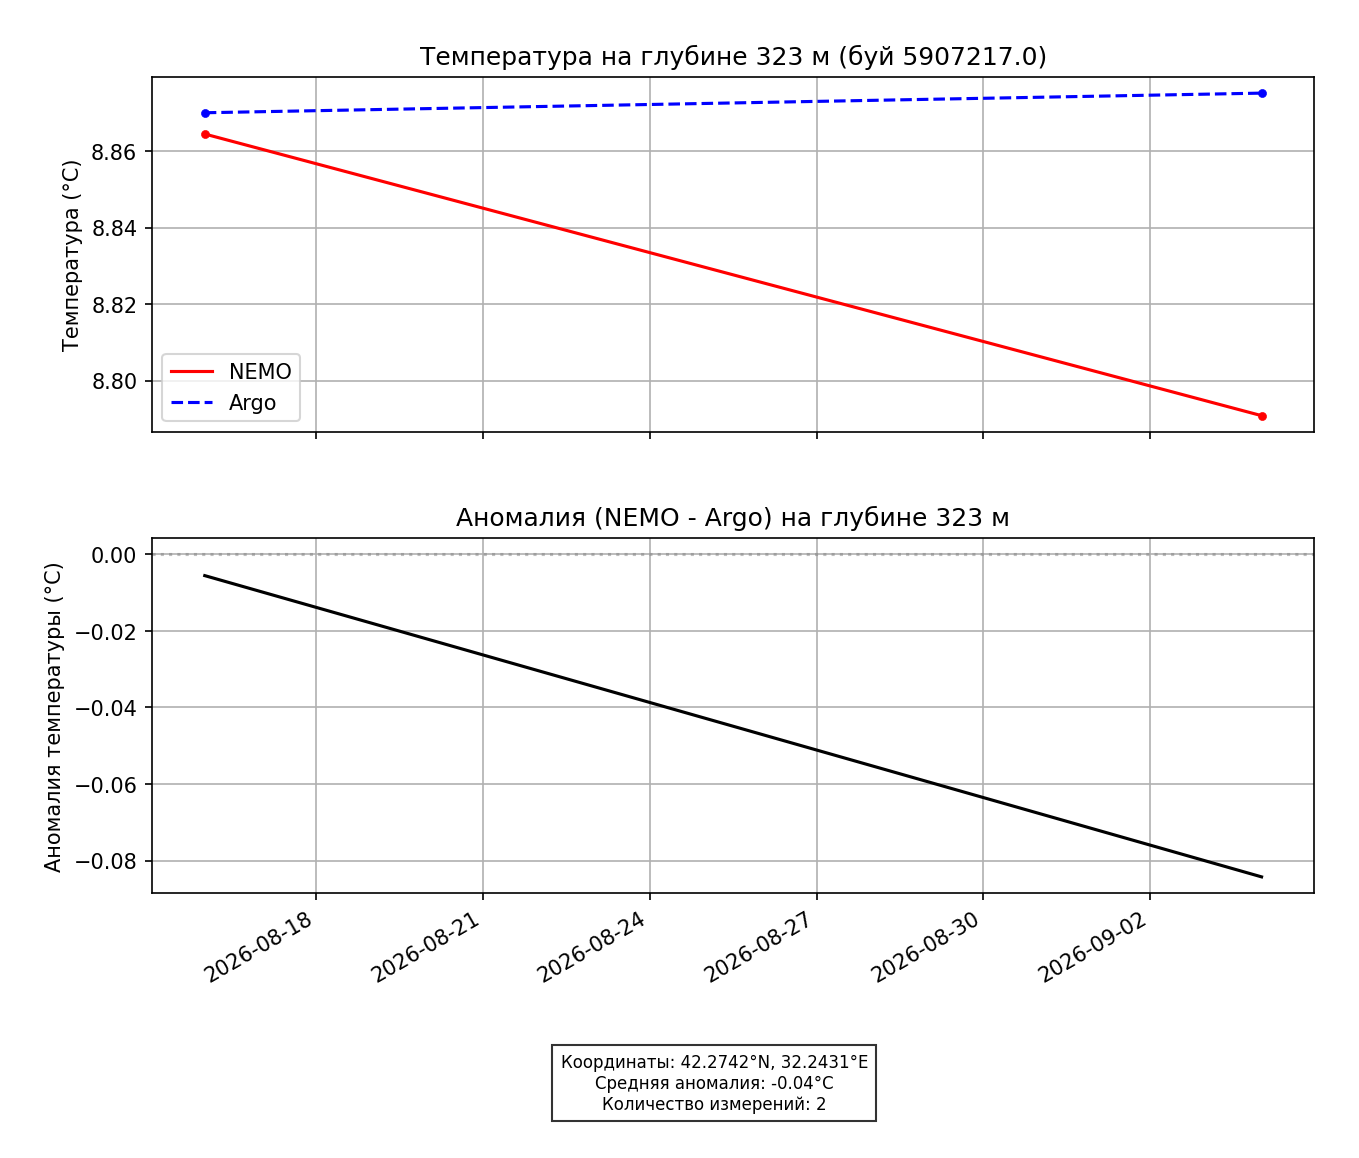 Температура на глубине 323 м (буй 5907217.0)
Температура (°C)
8.86
8.84
8.82
8.80
NEMO
Argo
Аномалия (NEMO - Argo) на глубине 323 м
Аномалия температуры (°C)
0.00
−0.02
−0.04
−0.06
−0.08
2026-08-18
2026-08-21
2026-08-24
2026-08-27
2026-08-30
2026-09-02
Координаты: 42.2742°N, 32.2431°E
Средняя аномалия: -0.04°C
Количество измерений: 2